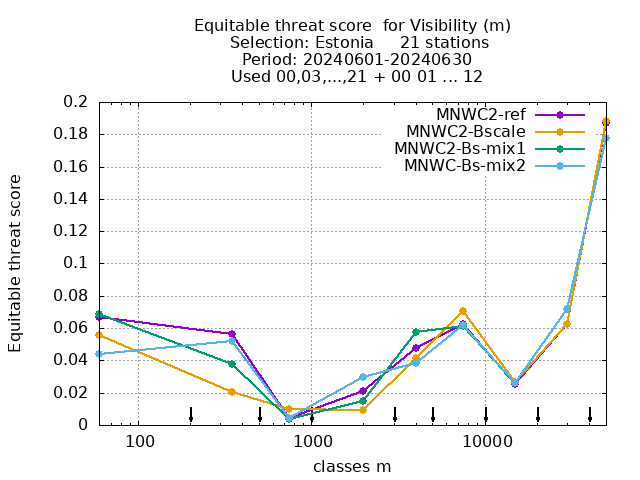 Equitable threat score  for Visibility (m)
Selection: Estonia     21 stations
Period: 20240601-20240630
Used 00,03,...,21 + 00 01 ... 12
MNWC2-ref
MNWC2-Bscale
MNWC2-Bs-mix1
MNWC-Bs-mix2
Equitable threat score
0.2
0.18
0.16
0.14
0.12
0.1
0.08
0.06
0.04
0.02
0
100 1000 10000
classes m